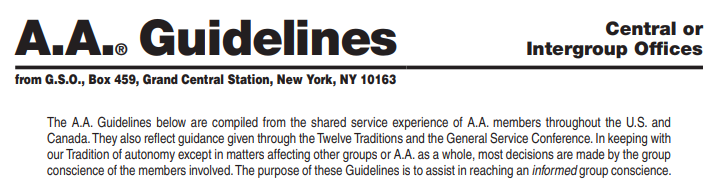 A.A.® Guidelines
Central or
Intergroup Offices
from G.S.O., Box 459, Grand Central Station, New York, NY 10163
The A.A. Guidelines below are compiled from the shared service experience of A.A. members throughout the U.S. and
Canada. They also reflect guidance given through the Twelve Traditions and the General Service Conference. In keeping with
our Tradition of autonomy except in matters affecting other groups or A.A. as a whole, most decisions are made by the group
conscience of the members involved. The purpose of these Guidelines is to assist in reaching an informed group conscience.